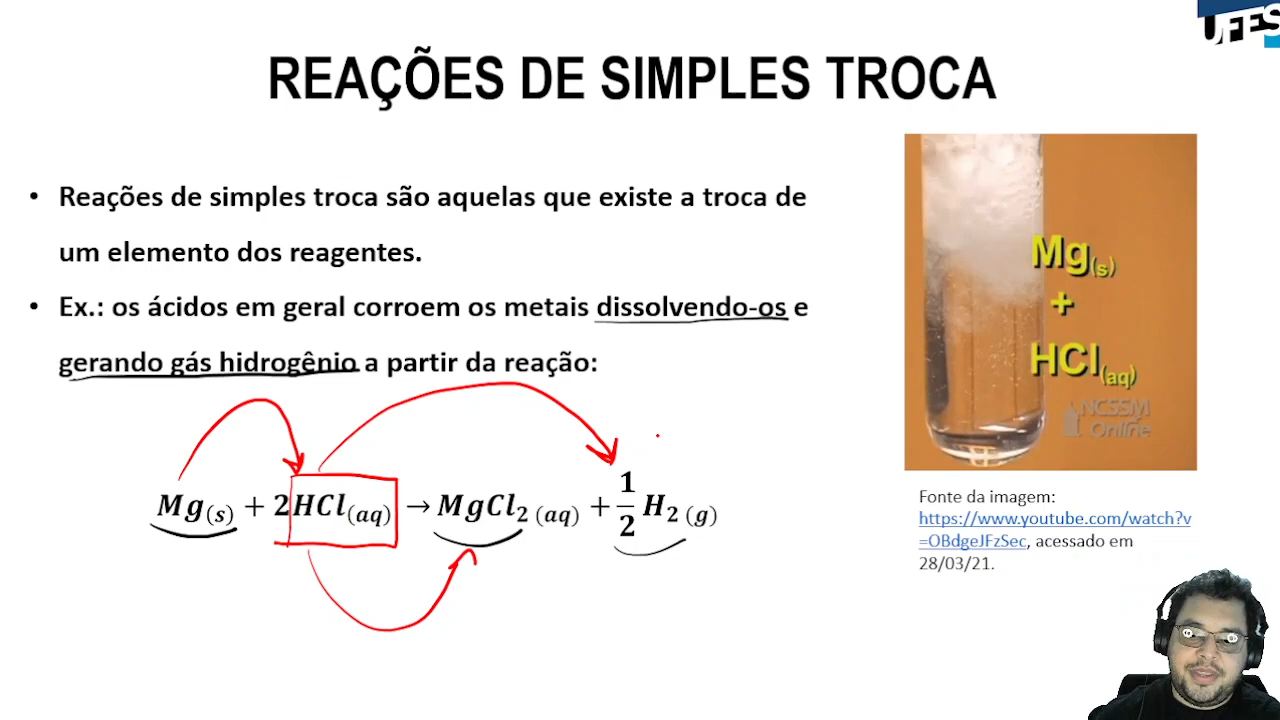 UFES
REAÇÕES DE SIMPLES TROCA
• Reações de simples troca são aquelas que existe a troca de
um elemento dos reagentes.
• Ex.: os ácidos em geral corroem os metais dissolvendo-os e
gerando gás hidrogênio a partir da reação:
Mg(s) + 2HCl(aq) → MgCl₂ (aq) + 1/2 H₂ (g)
Mg(s)
+
HCl(aq)
NCSSM
Online
Fonte da imagem:
https://www.youtube.com/watch?v
=OBdgeJFzSec, acessado em
28/03/21.